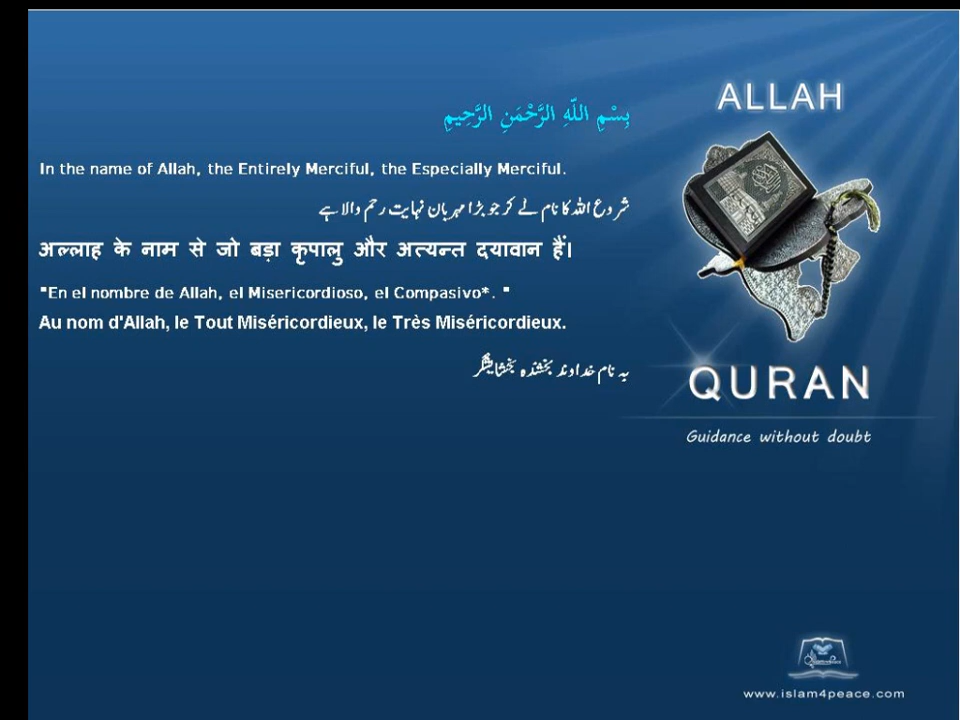 بِسْمِ اللَّهِ الرَّحْمَنِ الرَّحِيمِ
In the name of Allah, the Entirely Merciful, the Especially Merciful.
شروع الله کا نام لے کر جو بڑا مہربان نہایت رحم والا ہے
अल्लाह के नाम से जो बड़ा कृपालु और अत्यन्त दयावान हैं।
"En el nombre de Allah, el Misericordioso, el Compasivo*. "
Au nom d'Allah, le Tout Miséricordieux, le Très Miséricordieux.
به نام خداوند بخشنده بخشایشگر
ALLAH
QURAN
Guidance without doubt
www.islam4peace.com